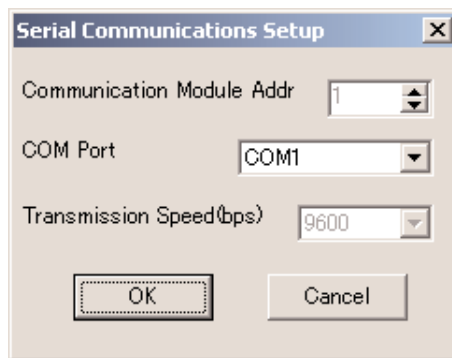 Serial Communications Setup
Communication Module Addr 1
COM Port COM1
Transmission Speed(bps) 9600
OK Cancel